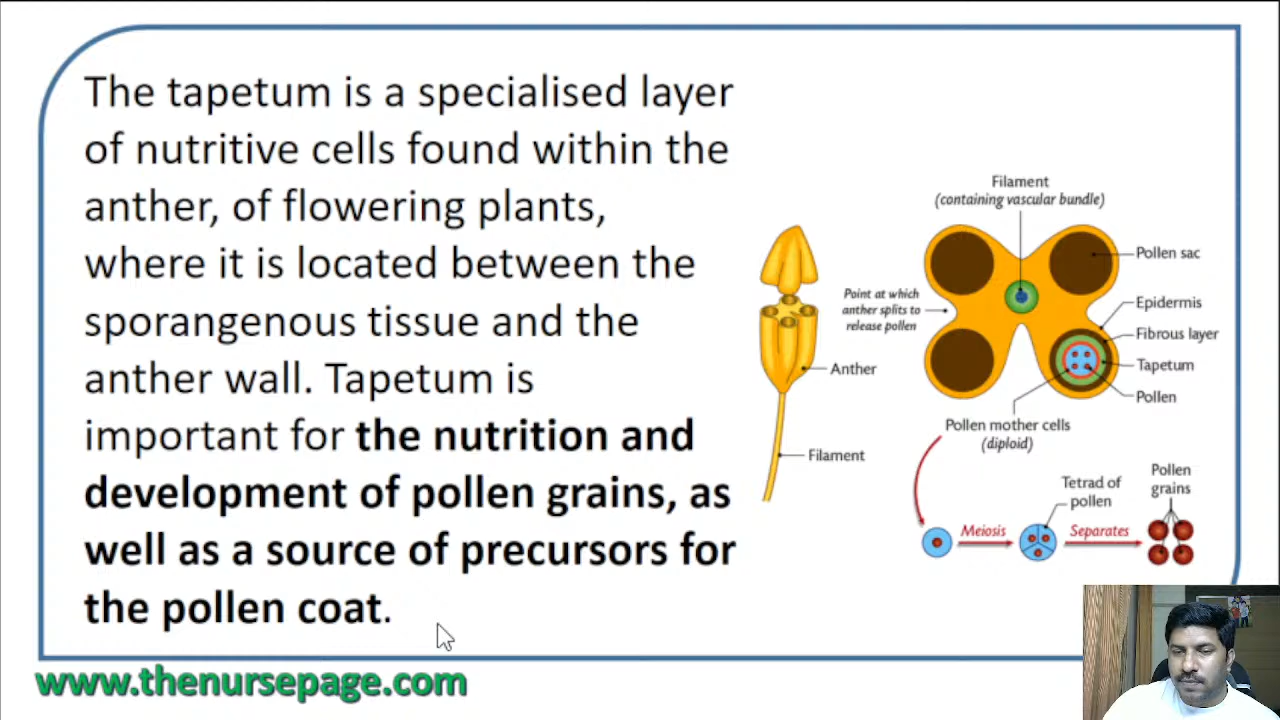 The tapetum is a specialised layer
of nutritive cells found within the
anther, of flowering plants,
where it is located between the
sporangenous tissue and the
anther wall. Tapetum is
important for the nutrition and
development of pollen grains, as
well as a source of precursors for
the pollen coat.
Filament
(containing vascular bundle)
Pollen sac
Point at which
anther splits to
release pollen
Epidermis
Fibrous layer
Tapetum
Pollen
Anther
Pollen mother cells
(diploid)
Filament
Tetrad of
pollen
Pollen
grains
Meiosis
Separates
www.thenursepage.com